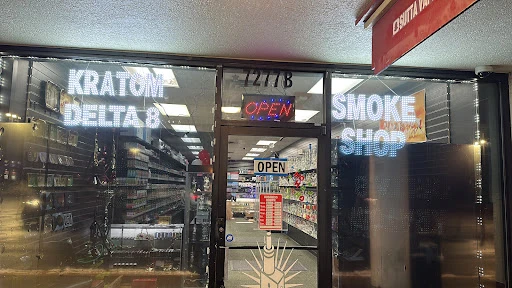 7277B
KRATOM
DELTA 8
OPEN
SMOKE
SHOP
OPEN